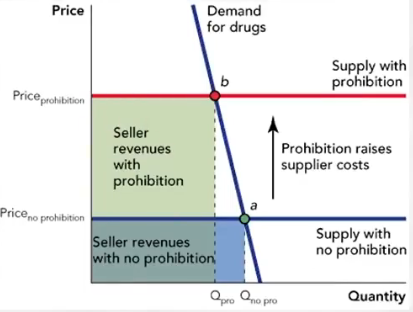 Price
Demand
for drugs
Supply with
prohibition
b
Price prohibition
Seller
revenues
with
prohibition
Prohibition raises
supplier costs
a
Price no prohibition
Supply with
no prohibition
Seller revenues
with no prohibition
Q pro
Q no pro
Quantity